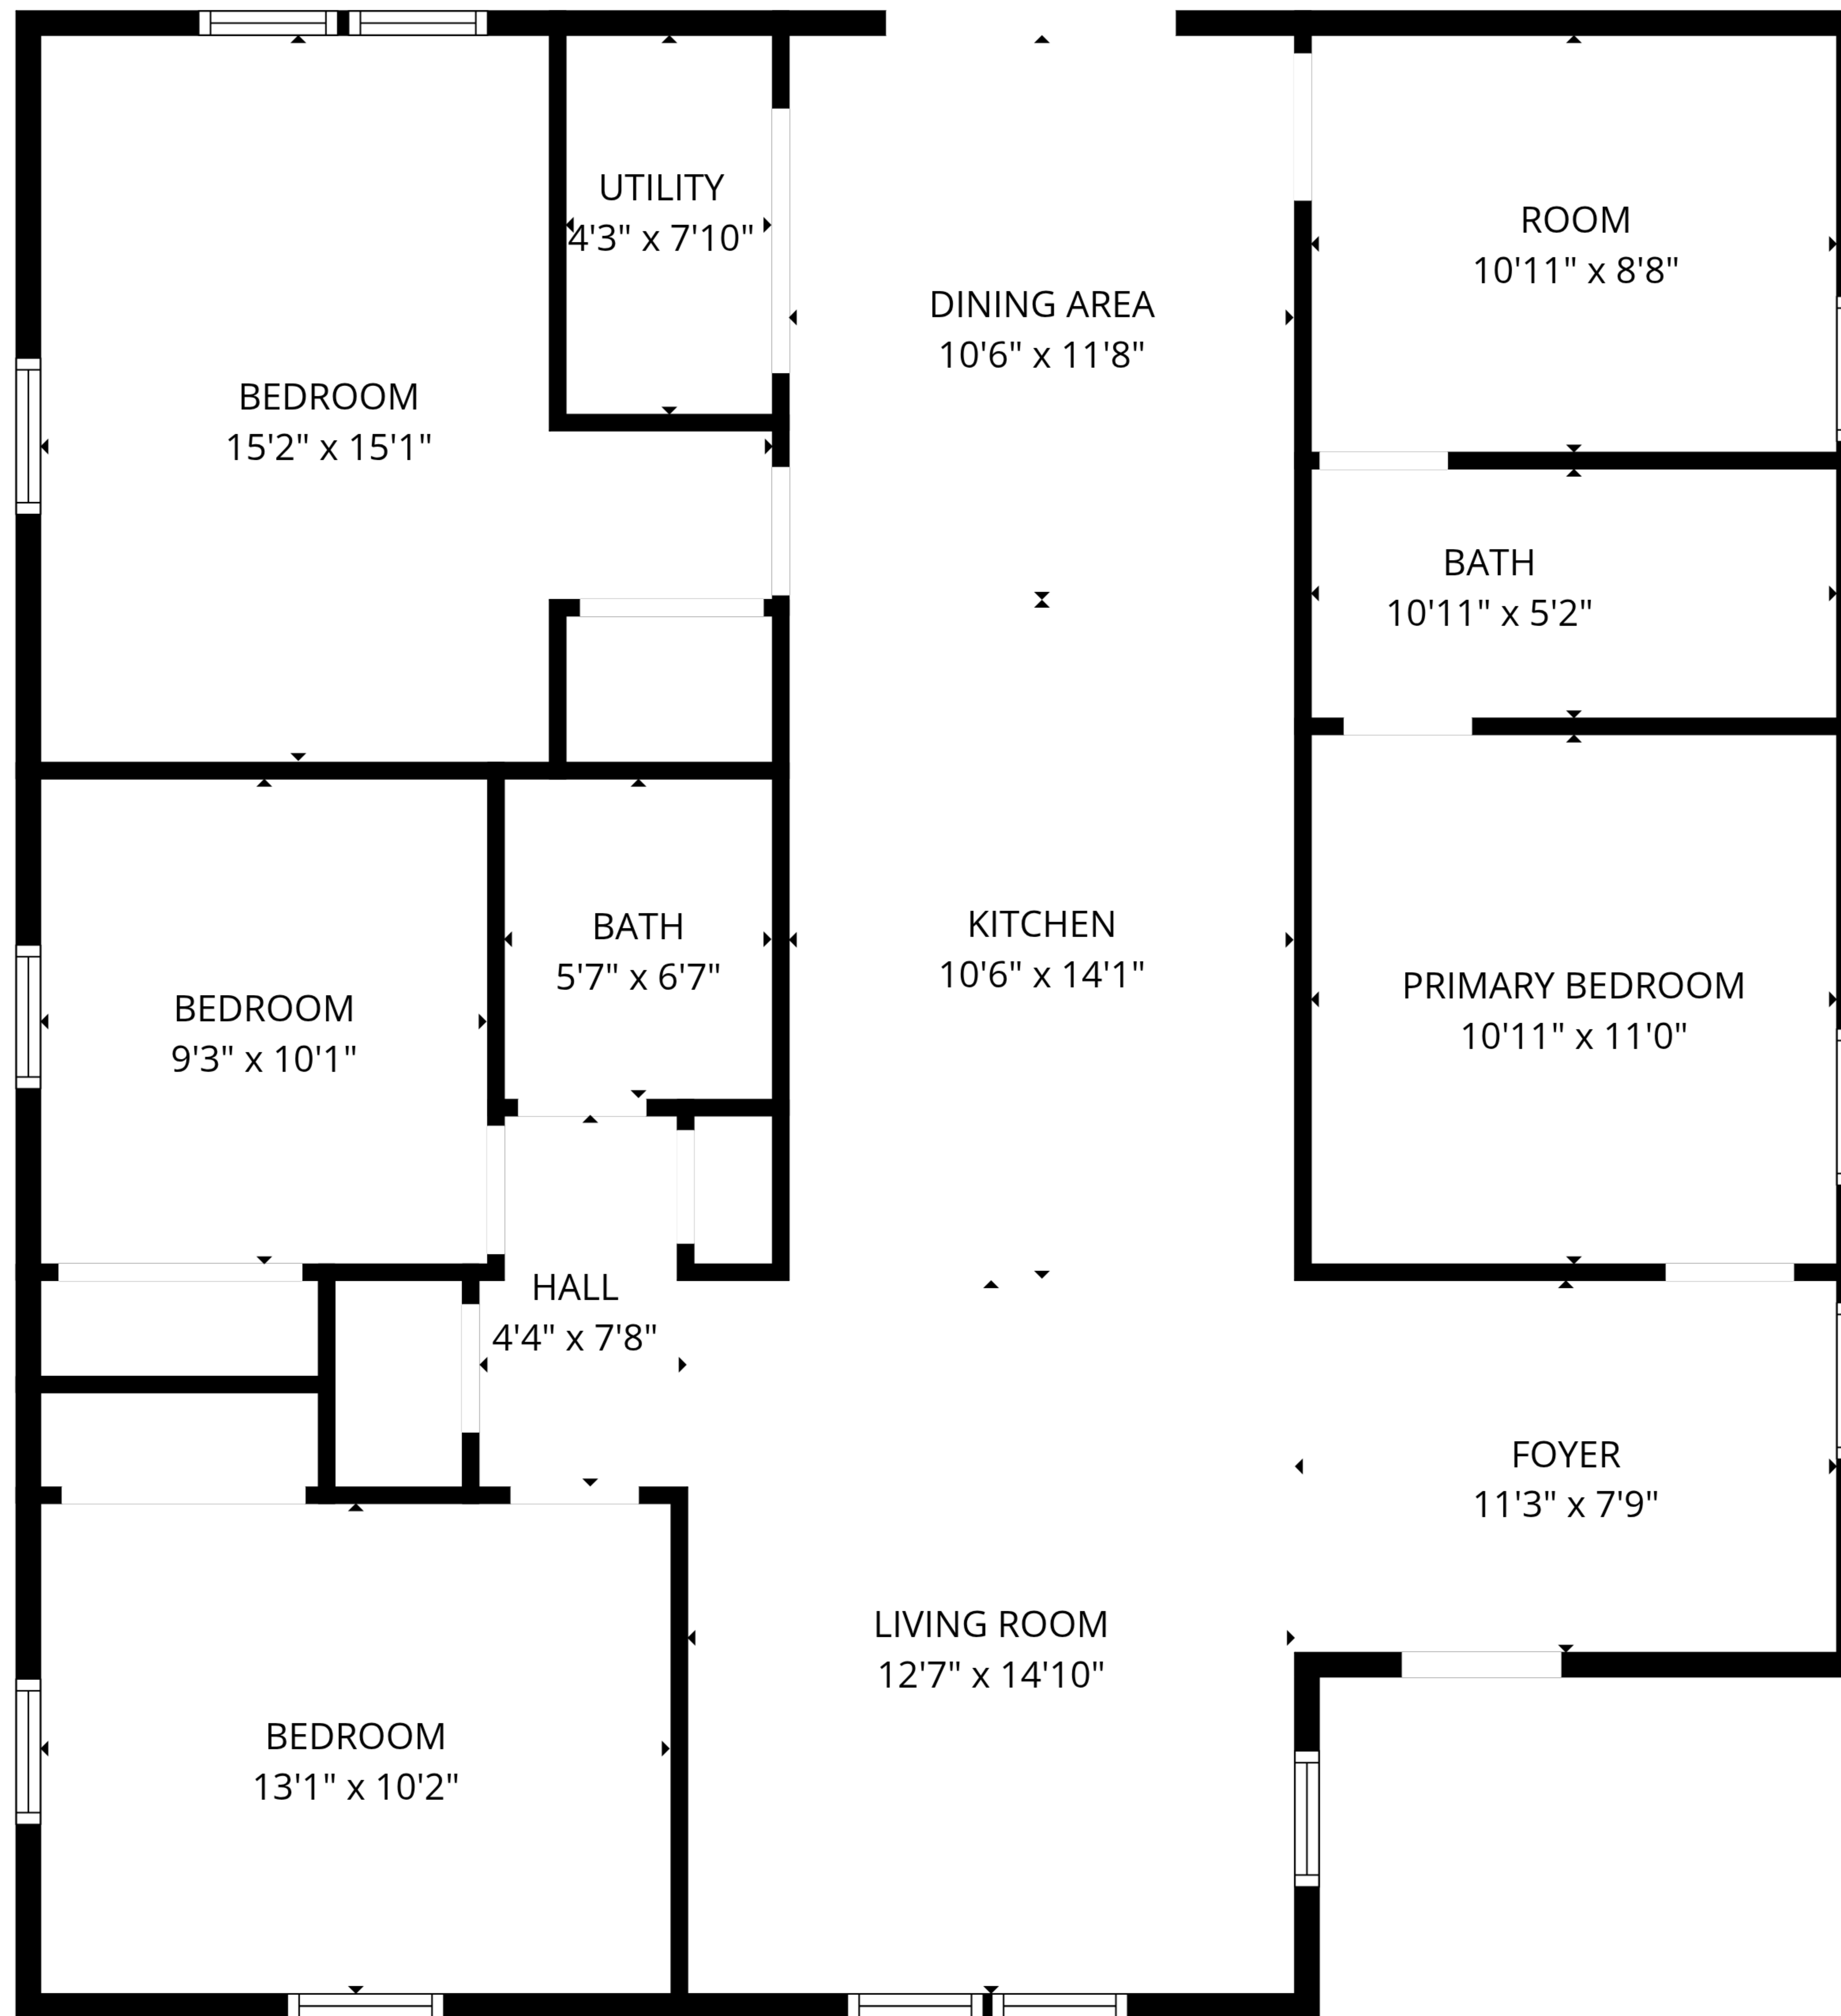 UTILITY
4'3" x 7'10"
ROOM
10'11" x 8'8"
DINING AREA
10'6" x 11'8"
BEDROOM
15'2" x 15'1"
BATH
10'11" x 5'2"
BATH
5'7" x 6'7"
KITCHEN
10'6" x 14'1"
PRIMARY BEDROOM
10'11" x 11'0"
BEDROOM
9'3" x 10'1"
HALL
4'4" x 7'8"
FOYER
11'3" x 7'9"
LIVING ROOM
12'7" x 14'10"
BEDROOM
13'1" x 10'2"